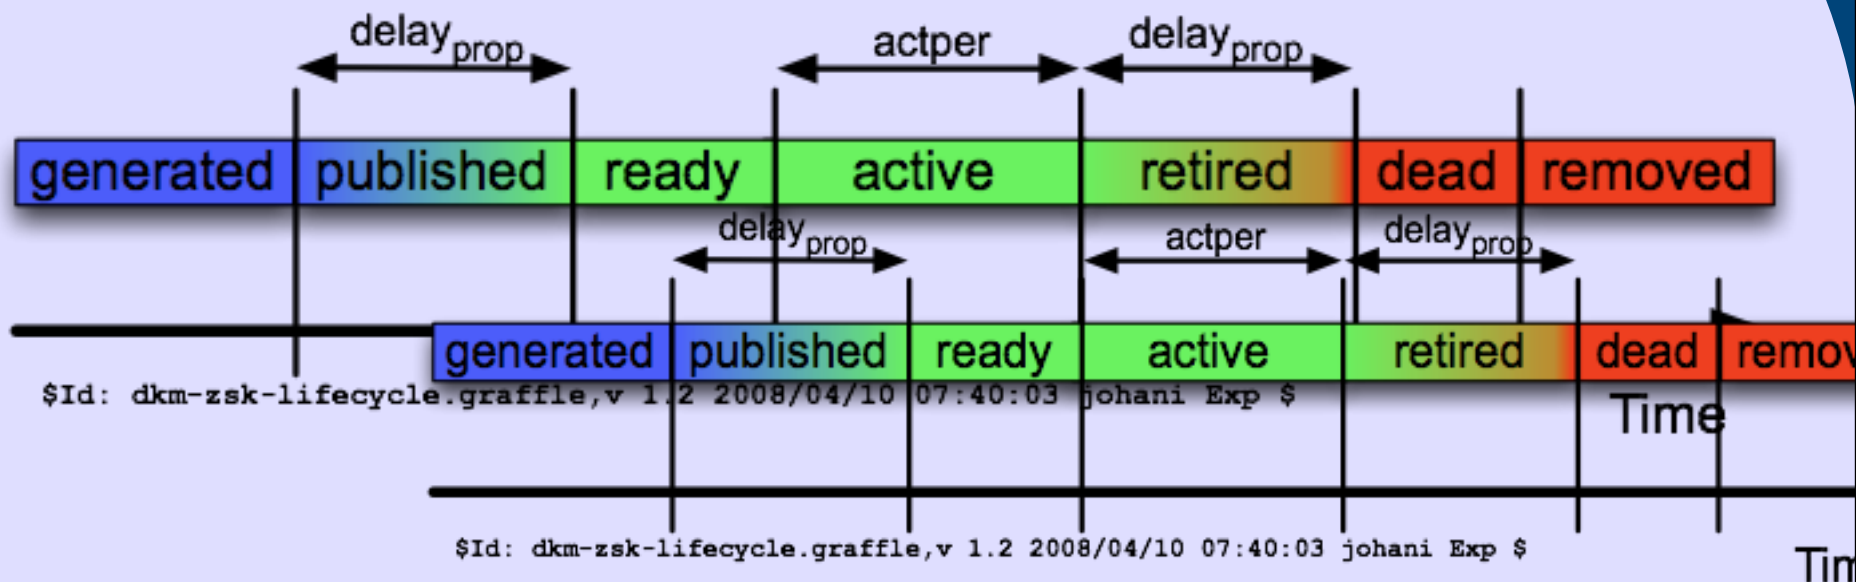 delayprop actper delayprop
generated published ready active retired dead removed
delayprop actper delayprop
generated published ready active retired dead remov
$Id: dkm-zsk-lifecycle.graffle,v 1.2 2008/04/10 07:40:03 johani Exp $
Time
$Id: dkm-zsk-lifecycle.graffle,v 1.2 2008/04/10 07:40:03 johani Exp $
Tim